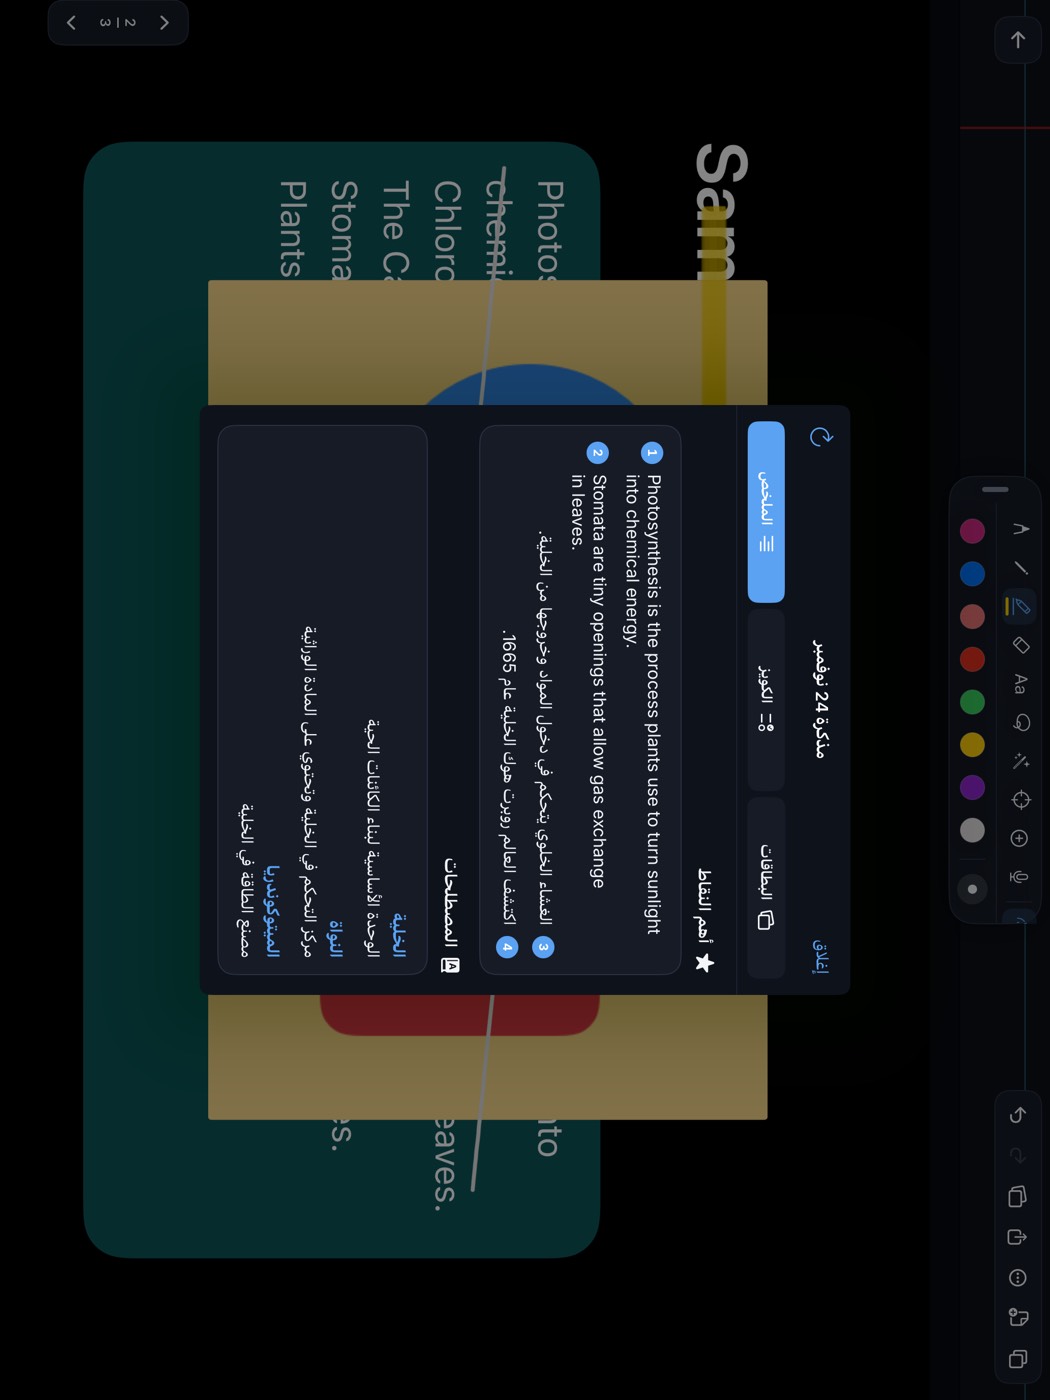 Aa
إغلاق
مذكرة 24 نوفمبر
البطاقات
الكويز
الملخص
أهم النقاط
1 Photosynthesis is the process plants use to turn sunlight
into chemical energy.
2 Stomata are tiny openings that allow gas exchange
in leaves.
3 الغشاء الخلوي يتحكم في دخول المواد وخروجها من الخلية.
4 اكتشف العالم روبرت هوك الخلية عام 1665.
المصطلحات
الخلية
الوحدة الأساسية لبناء الكائنات الحية
النواة
مركز التحكم في الخلية وتحتوي على المادة الوراثية
الميتوكوندريا
مصنع الطاقة في الخلية
Sam
Photos nto
chemic
Chloro eaves.
The Ca
Stoma es.
Plants
2
3